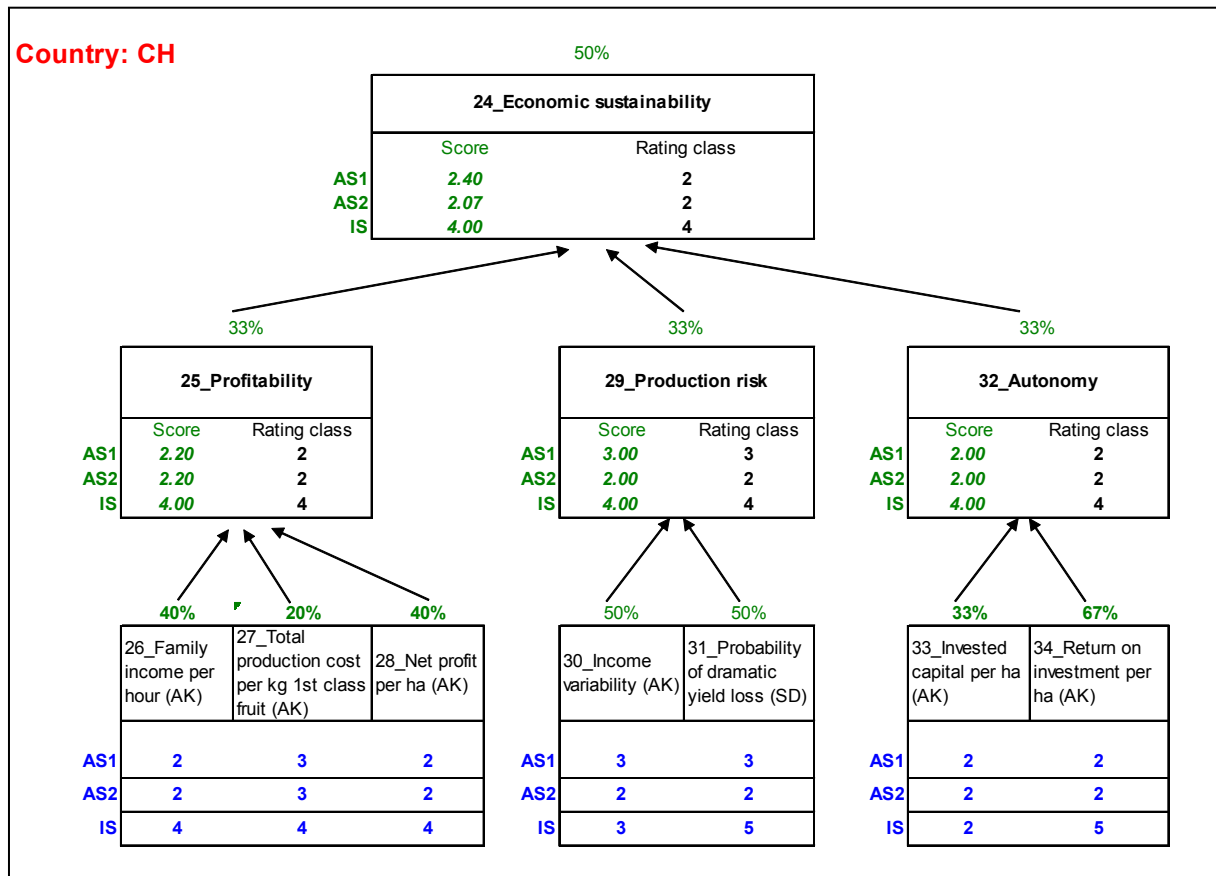 Country: CH
50%
24_Economic sustainability
Score Rating class
AS1 2.40 2
AS2 2.07 2
IS 4.00 4
33% 33% 33%
25_Profitability 29_Production risk 32_Autonomy
Score Rating class Score Rating class Score Rating class
AS1 2.20 2 AS1 3.00 3 AS1 2.00 2
AS2 2.20 2 AS2 2.00 2 AS2 2.00 2
IS 4.00 4 IS 4.00 4 IS 4.00 4
40% 20% 40% 50% 50% 33% 67%
26_Family
income per
hour (AK)
27_Total
production cost
per kg 1st class
fruit (AK)
28_Net profit
per ha (AK)
30_Income
variability (AK)
31_Probability
of dramatic
yield loss (SD)
33_Invested
capital per ha
(AK)
34_Return on
investment per
ha (AK)
AS1 2 3 2 AS1 3 3 AS1 2 2
AS2 2 3 2 AS2 2 2 AS2 2 2
IS 4 4 4 IS 3 5 IS 2 5